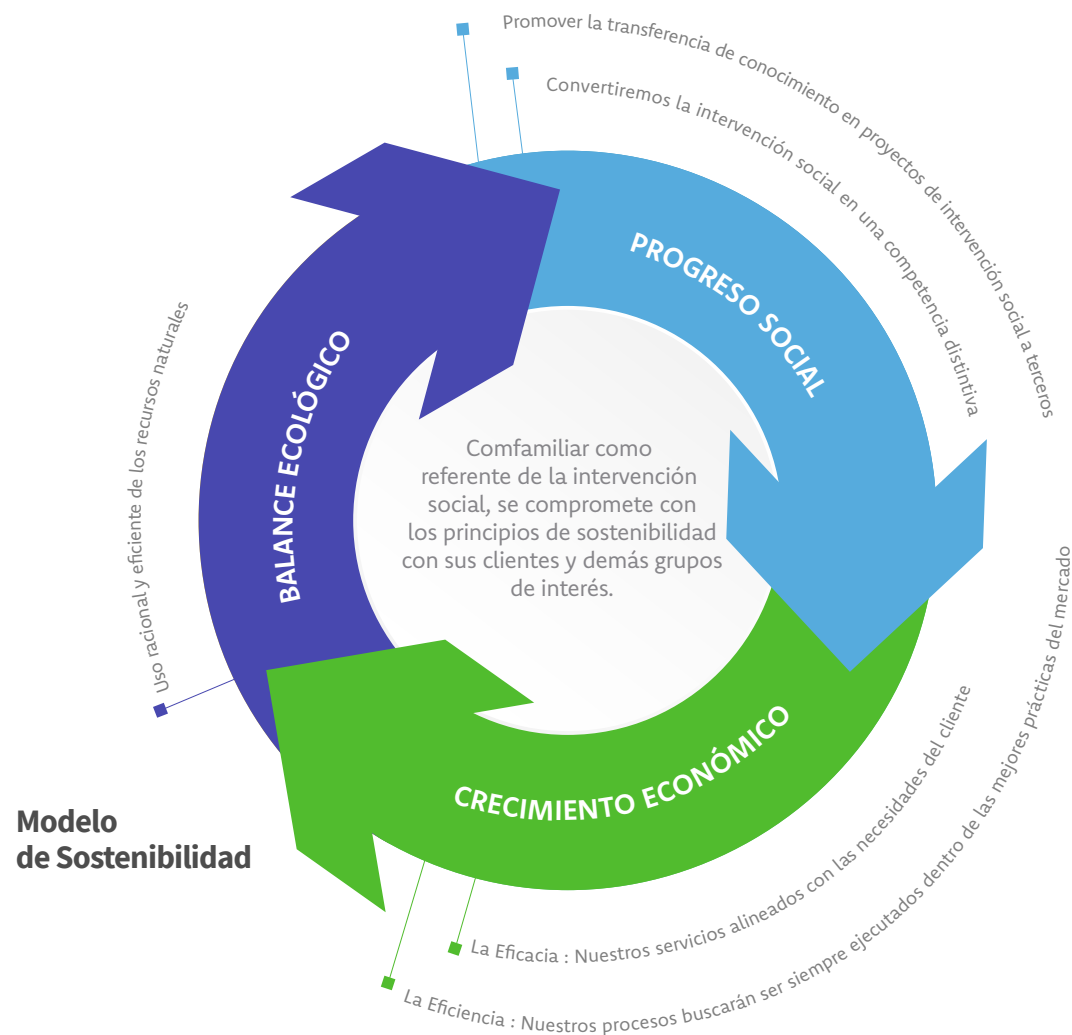 Promover la transferencia de conocimiento en proyectos de intervención social a terceros
Convertiremos la intervención social en una competencia distintiva
PROGRESO SOCIAL
BALANCE ECOLÓGICO
Uso racional y eficiente de los recursos naturales
Comfamiliar como
referente de la intervención
social, se compromete con
los principios de sostenibilidad
con sus clientes y demás grupos
de interés.
CRECIMIENTO ECONÓMICO
Modelo
de Sostenibilidad
La Eficacia : Nuestros servicios alineados con las necesidades del cliente
La Eficiencia : Nuestros procesos buscarán ser siempre ejecutados dentro de las mejores prácticas del mercado